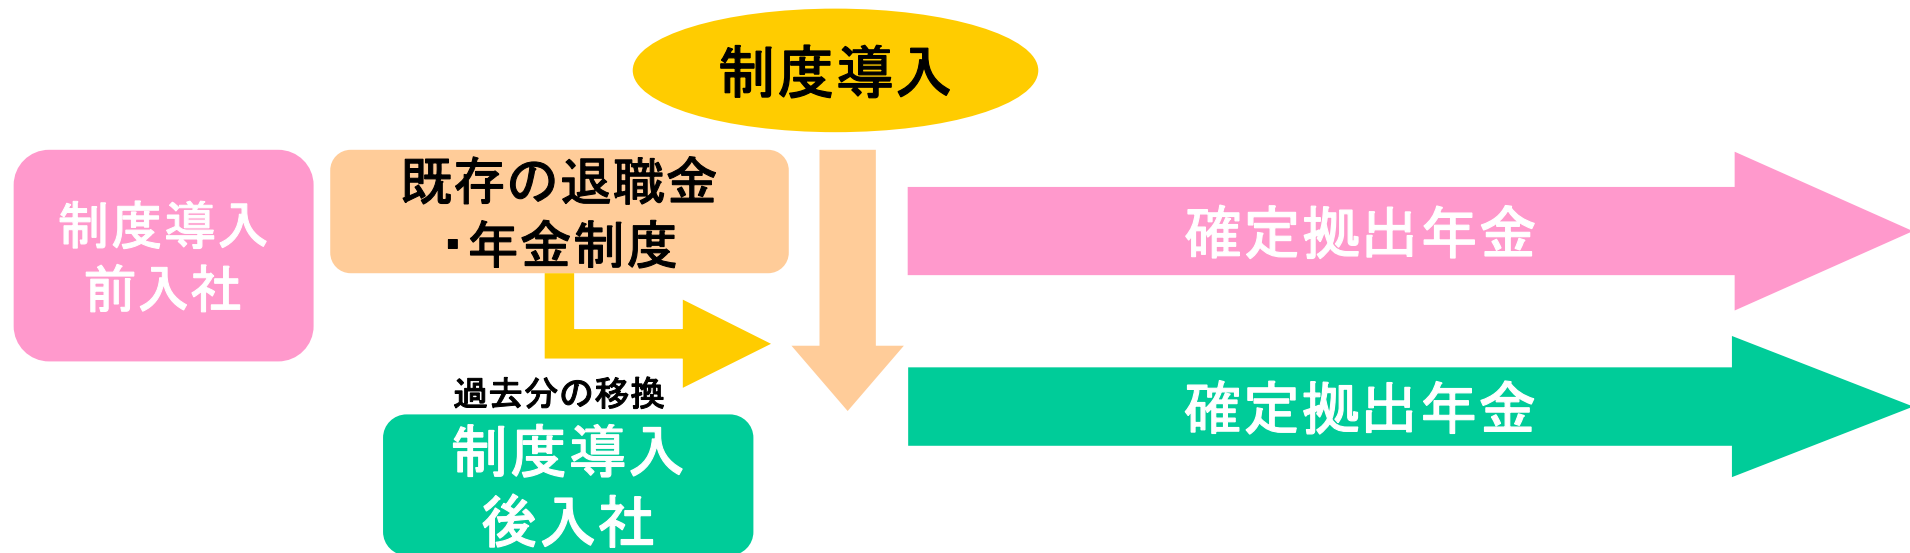 制度導入
制度導入
前入社
既存の退職金
・年金制度
確定拠出年金
過去分の移換
制度導入
後入社
確定拠出年金